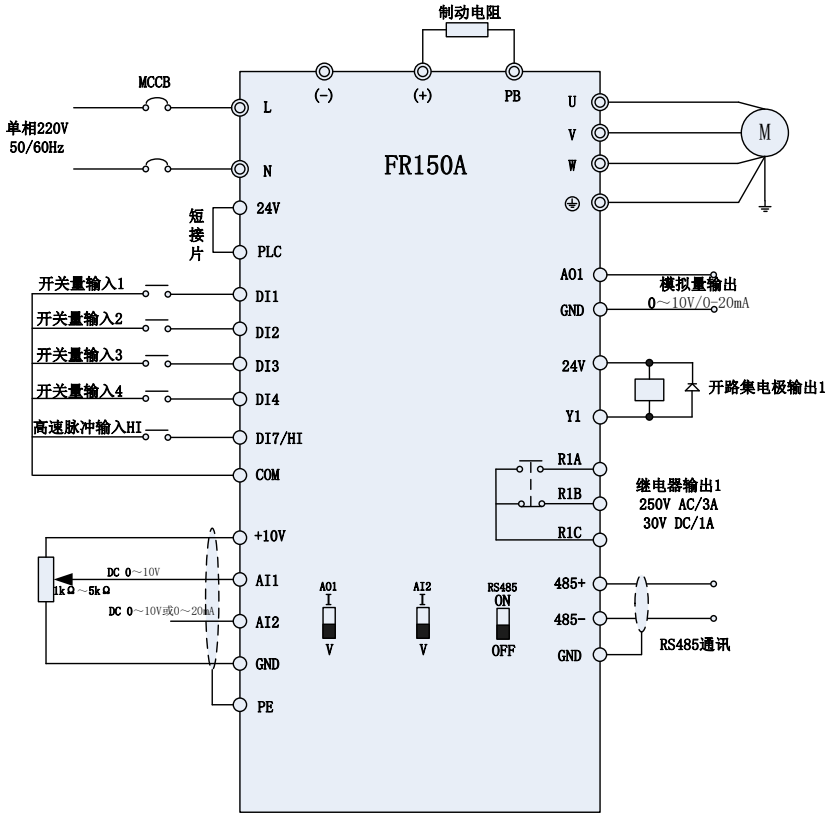 制动电阻
(-)
(+)
PB
MCCB
单相220V
50/60Hz
L
N
FR150A
U
V
W
M
24V
短接片
PLC
开关量输入1
DI1
开关量输入2
DI2
开关量输入3
DI3
开关量输入4
DI4
高速脉冲输入HI
DI7/HI
COM
AO1
模拟量输出
0～10V/0-20mA
GND
24V
开路集电极输出1
Y1
R1A
R1B
R1C
继电器输出1
250V AC/3A
30V DC/1A
+10V
DC 0～10V
1kΩ～5kΩ
AI1
DC 0～10V或0～20mA
AI2
GND
PE
AO1
I
V
AI2
I
V
RS485
ON
OFF
485+
485-
GND
RS485通讯